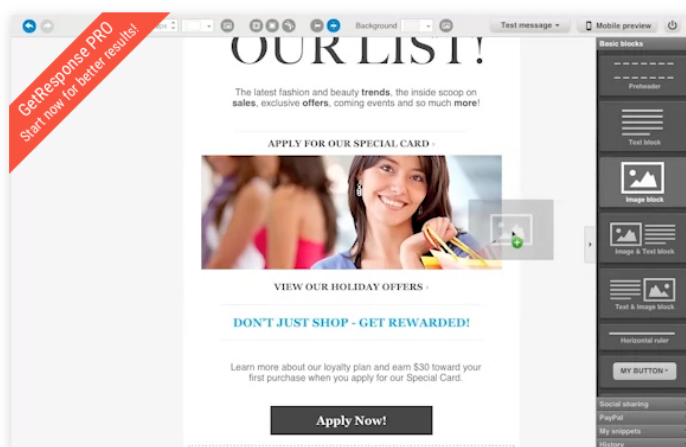 GetResponse PRO
Start now for better results!
Background
Test message
Mobile preview
OUR LIST!
The latest fashion and beauty trends, the inside scoop on
sales, exclusive offers, coming events and so much more!
APPLY FOR OUR SPECIAL CARD ›
VIEW OUR HOLIDAY OFFERS ›
DON'T JUST SHOP - GET REWARDED!
Learn more about our loyalty plan and earn $30 toward your
first purchase when you apply for our Special Card.
Apply Now!
Basic blocks
Preheader
Text block
Image block
Image & Text block
Text & Image block
Horizontal ruler
MY BUTTON
Social sharing
PayPal
My snippets
History